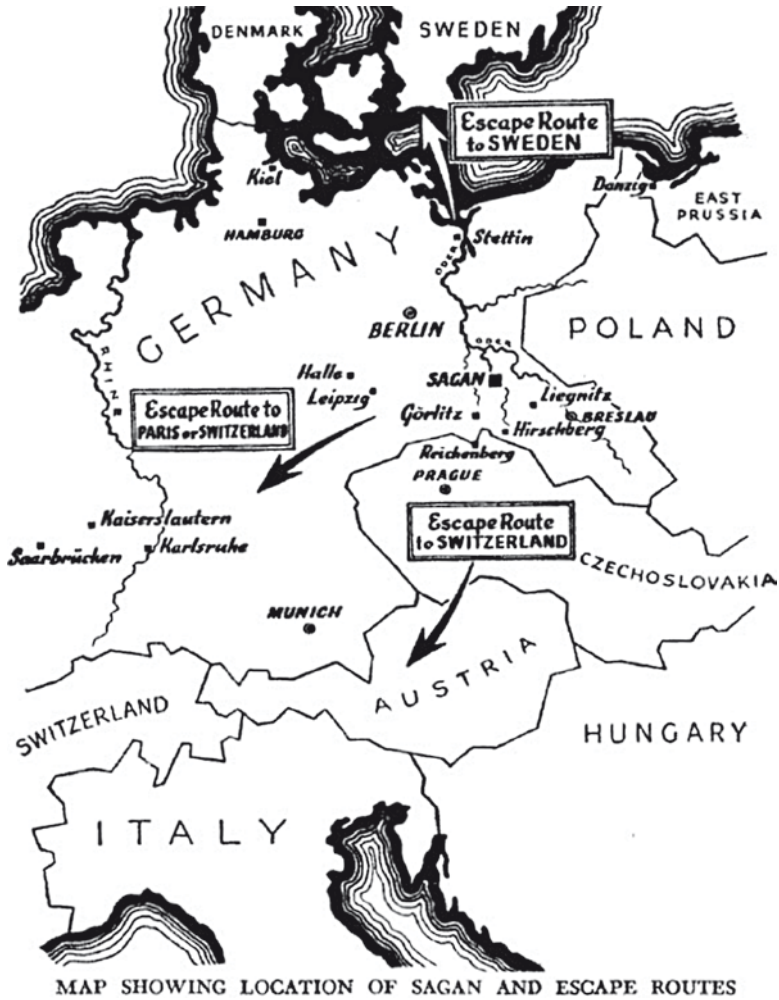 DENMARK
SWEDEN
Escape Route
to SWEDEN
Kiel
Danzig
EAST
PRUSSIA
HAMBURG
Stettin
ODER
GERMANY
BERLIN
POLAND
ODER
RHINE
Halle
Leipzig
SAGAN
Liegnitz
BRESLAU
Görlitz
Hirschberg
Escape Route to
PARIS or SWITZERLAND
Reichenberg
PRAGUE
Escape Route
to SWITZERLAND
Kaiserslautern
Saarbrücken
Karlsruhe
CZECHOSLOVAKIA
MUNICH
AUSTRIA
SWITZERLAND
HUNGARY
ITALY
MAP SHOWING LOCATION OF SAGAN AND ESCAPE ROUTES